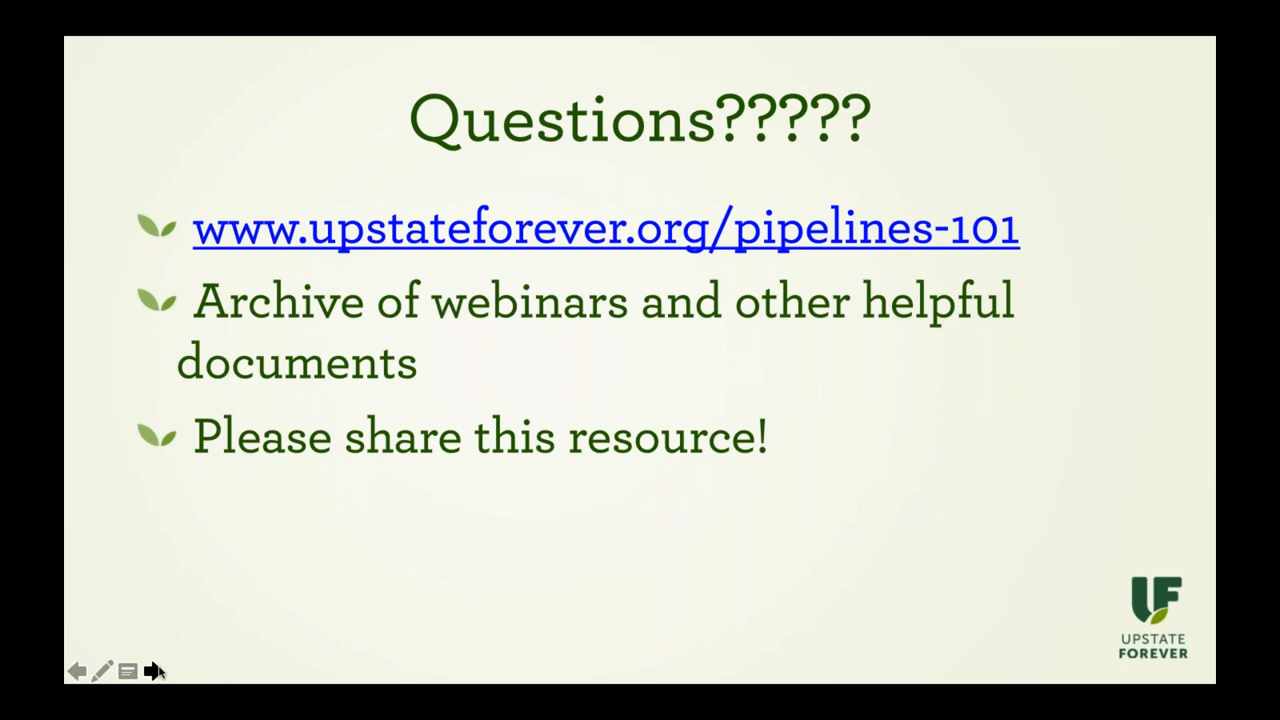 Questions?????
www.upstateforever.org/pipelines-101
Archive of webinars and other helpful
documents
Please share this resource!
UF
UPSTATE
FOREVER